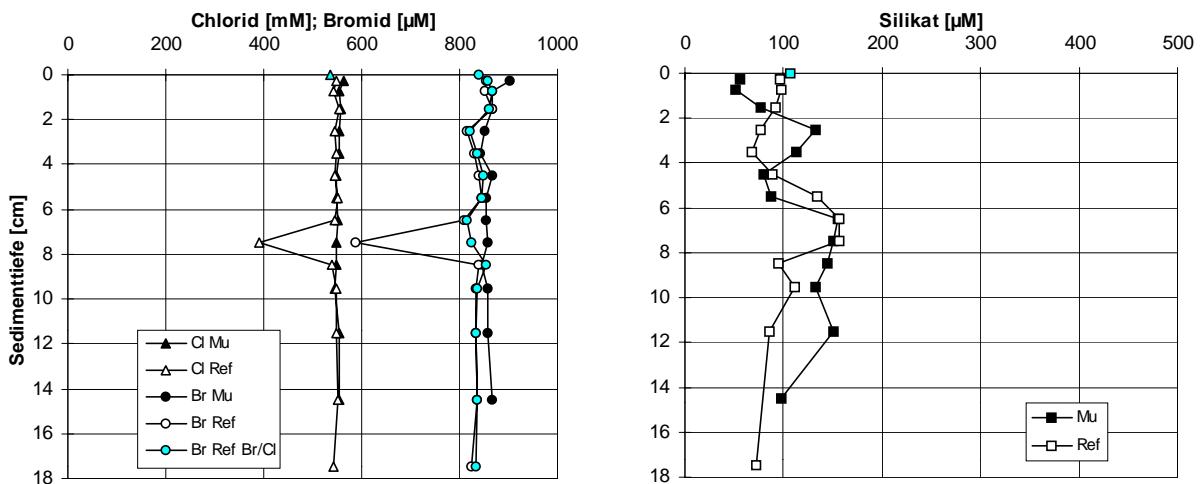 Chlorid [mM]; Bromid [µM]
0 200 400 600 800 1000
Sedimenttiefe [cm]
0
2
4
6
8
10
12
14
16
18
Cl Mu
Cl Ref
Br Mu
Br Ref
Br Ref Br/Cl
Silikat [µM]
0 100 200 300 400 500
0
2
4
6
8
10
12
14
16
18
Mu
Ref